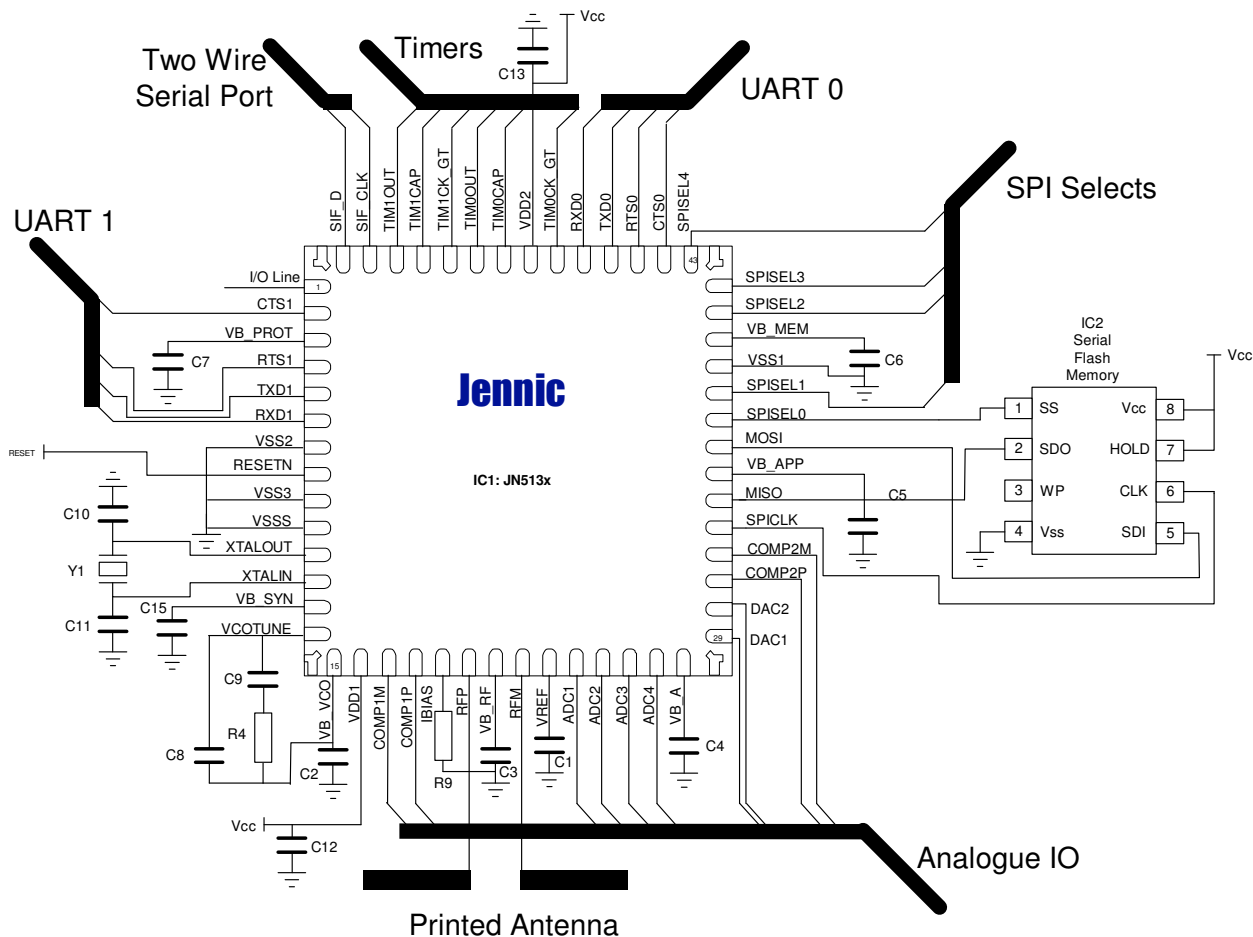 Vcc
Two Wire
Serial Port
Timers
C13
UART 0
SPI Selects
UART 1
SIF_D
SIF_CLK
TIM1OUT
TIM1CAP
TIM1CK_GT
TIM0OUT
TIM0CAP
VDD2
TIM0CK_GT
RXD0
TXD0
RTS0
CTS0
SPISEL4
43
I/O Line
1
CTS1
VB_PROT
C7
RTS1
TXD1
RXD1
VSS2
RESET
RESETN
VSS3
VSSS
C10
XTALOUT
Y1
XTALIN
VB_SYN
C11
C15
VCOTUNE
Jennic
IC1: JN513x
SPISEL3
SPISEL2
VB_MEM
C6
VSS1
SPISEL1
SPISEL0
MOSI
VB_APP
C5
MISO
SPICLK
COMP2M
COMP2P
DAC2
29
DAC1
IC2
Serial
Flash
Memory
Vcc
1 SS Vcc 8
2 SDO HOLD 7
3 WP CLK 6
4 Vss SDI 5
15
C9
R4
C8
VB_VCO
VDD1
COMP1M
COMP1P
IBIAS
RFP
VB_RF
RFM
VREF
ADC1
ADC2
ADC3
ADC4
VB_A
C2
R9
C3
C1
C4
Vcc
C12
Analogue IO
Printed Antenna